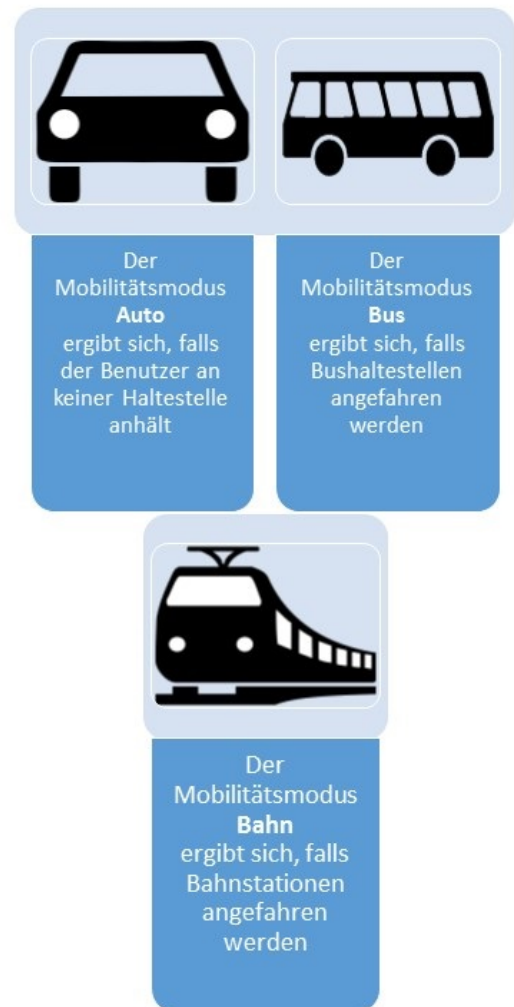 Der
Mobilitätsmodus
Auto
ergibt sich, falls
der Benutzer an
keiner Haltestelle
anhält
Der
Mobilitätsmodus
Bus
ergibt sich, falls
Bushaltestellen
angefahren
werden
Der
Mobilitätsmodus
Bahn
ergibt sich, falls
Bahnstationen
angefahren
werden